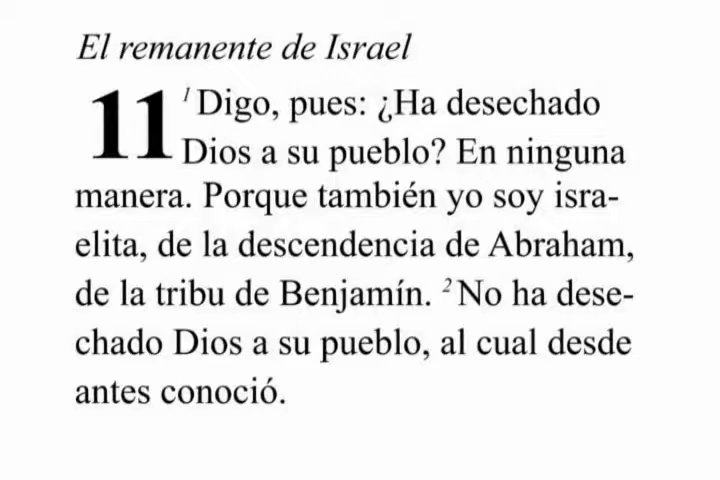 El remanente de Israel
11 1 Digo, pues: ¿Ha desechado
Dios a su pueblo? En ninguna
manera. Porque también yo soy isra-
elita, de la descendencia de Abraham,
de la tribu de Benjamín. 2 No ha dese-
chado Dios a su pueblo, al cual desde
antes conoció.